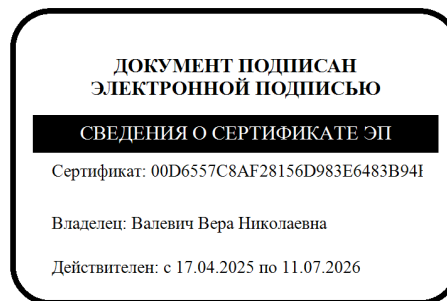 ДОКУМЕНТ ПОДПИСАН
ЭЛЕКТРОННОЙ ПОДПИСЬЮ
СВЕДЕНИЯ О СЕРТИФИКАТЕ ЭП
Сертификат: 00D6557C8AF28156D983E6483B94
Владелец: Валевич Вера Николаевна
Действителен: с 17.04.2025 по 11.07.2026